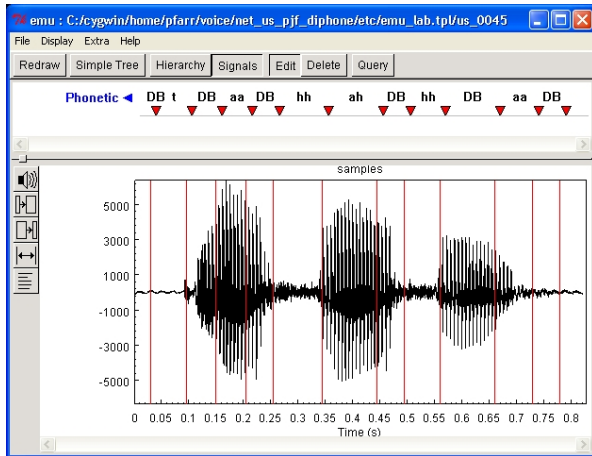 emu : C:/cygwin/home/pfarr/voice/net_us_pjf_diphone/etc/emu_lab.tpl/us_0045
File Display Extra Help
Redraw Simple Tree Hierarchy Signals Edit Delete Query
Phonetic DB t DB aa DB hh ah DB hh DB aa DB
samples
5000
3000
1000
-1000
-3000
-5000
0 0.05 0.1 0.15 0.2 0.25 0.3 0.35 0.4 0.45 0.5 0.55 0.6 0.65 0.7 0.75 0.8
Time (s)